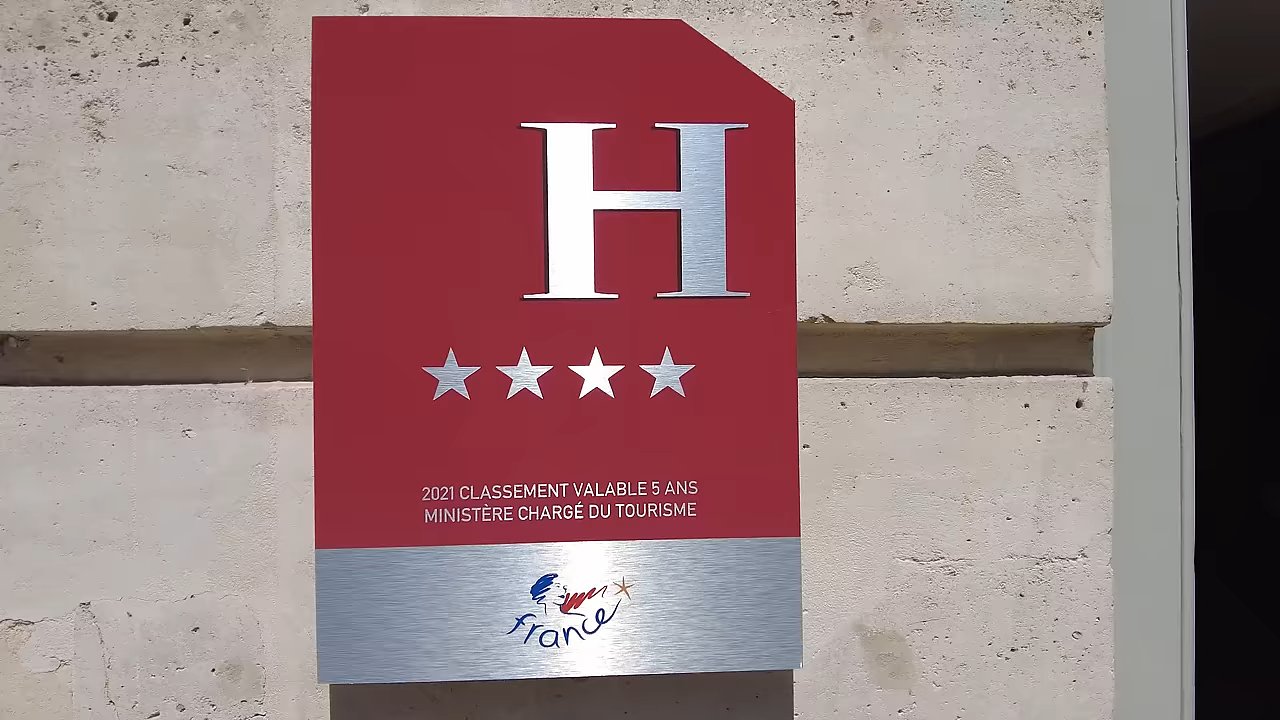 H
2021 CLASSEMENT VALABLE 5 ANS
MINISTÈRE CHARGÉ DU TOURISME
france